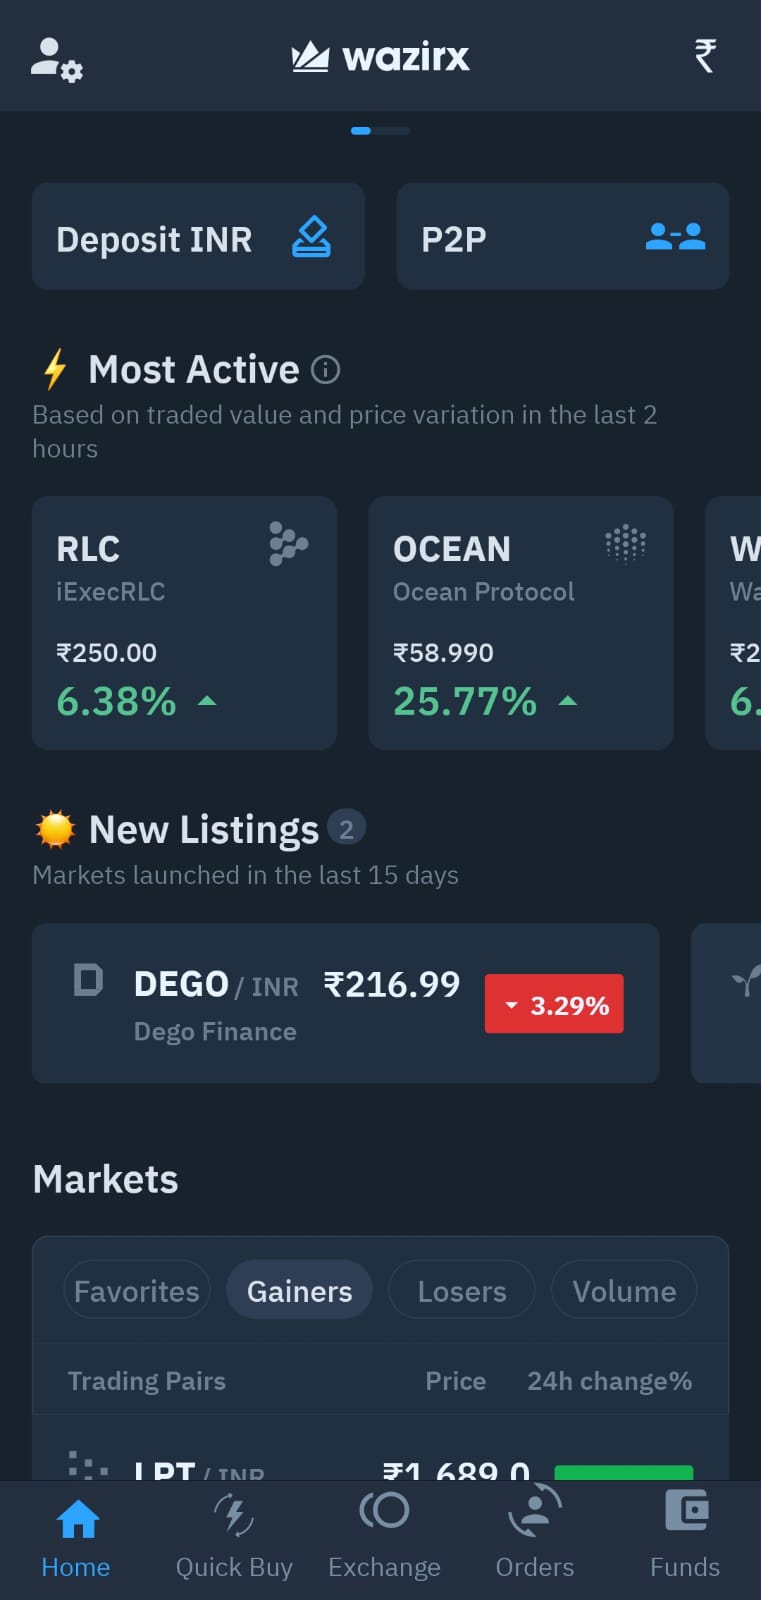 ₹
wazirx
Deposit INR
P2P
Most Active
Based on traded value and price variation in the last 2
hours
RLC
iExecRLC
₹250.00
6.38%
OCEAN
Ocean Protocol
₹58.990
25.77%
New Listings 2
Markets launched in the last 15 days
DEGO / INR ₹216.99
3.29%
Dego Finance
Markets
Favorites Gainers Losers Volume
Trading Pairs Price 24h change%
LPT / INR ₹1,689.0
Home Quick Buy Exchange Orders Funds